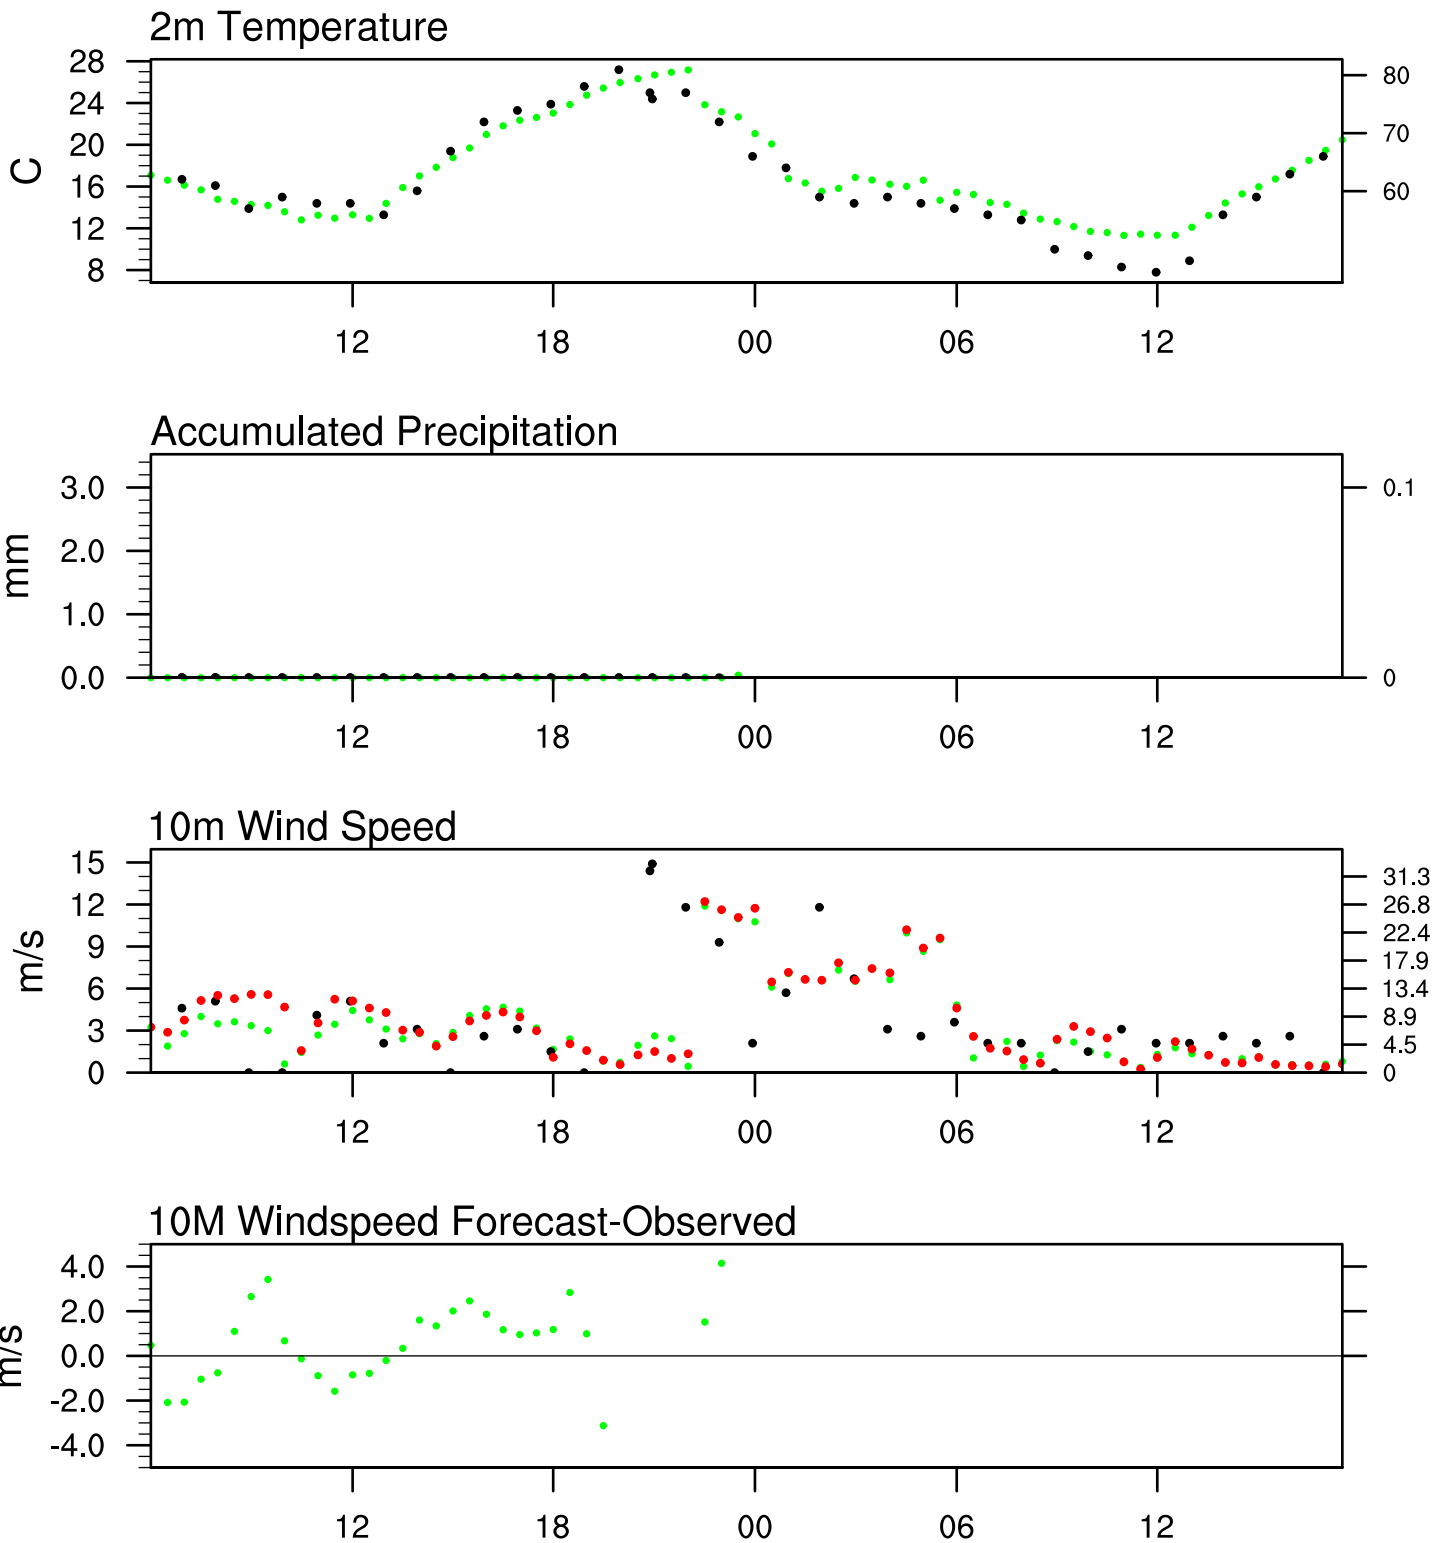 2m Temperature
28
24
20
16
12
8
C
80
70
60
12 18 00 06 12
Accumulated Precipitation
3.0
2.0
1.0
0.0
mm
0.1
0
12 18 00 06 12
10m Wind Speed
15
12
9
6
3
0
m/s
31.3
26.8
22.4
17.9
13.4
8.9
4.5
0
12 18 00 06 12
10M Windspeed Forecast-Observed
4.0
2.0
0.0
-2.0
-4.0
m/s
12 18 00 06 12